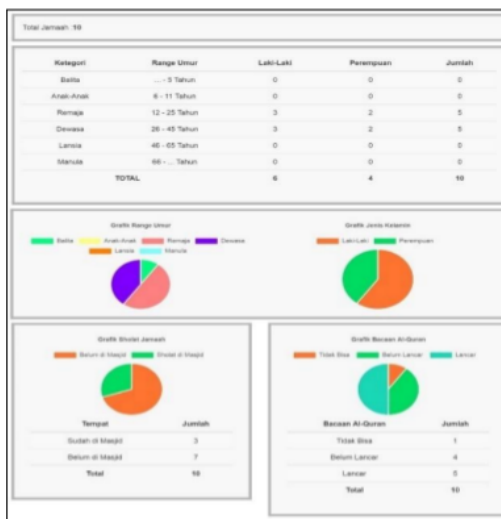 Total Jamaah: 10
Kategori Range Umur Laki-Laki Perempuan Jumlah
Balita ... - 5 Tahun 0 0 0
Anak-Anak 6 - 11 Tahun 0 0 0
Remaja 12 - 25 Tahun 3 2 5
Dewasa 26 - 45 Tahun 3 2 5
Lansia 46 - 65 Tahun 0 0 0
Manula 66 - ... Tahun 0 0 0
TOTAL 6 4 10
Grafik Range Umur
Balita Anak-Anak Remaja Dewasa
Lansia Manula
Grafik Jenis Kelamin
Laki-Laki Perempuan
Grafik Sholat Jamaah
Belum di Masjid Sholat di Masjid
Tempat Jumlah
Sudah di Masjid 3
Belum di Masjid 7
Total 10
Grafik Bacaan Al-Quran
Tidak Bisa Belum Lancar Lancar
Bacaan Al-Quran Jumlah
Tidak Bisa 1
Belum Lancar 4
Lancar 5
Total 10